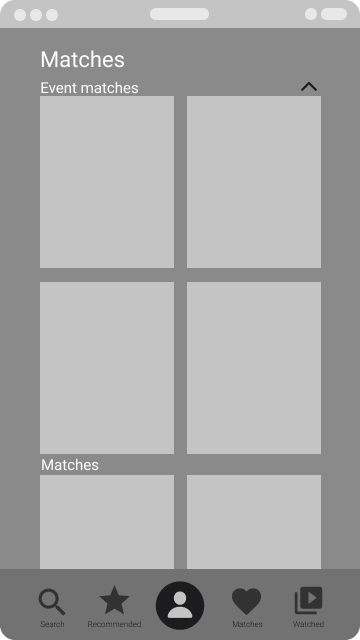 Matches
Event matches
Matches
Search
Recommended
Matches
Watched